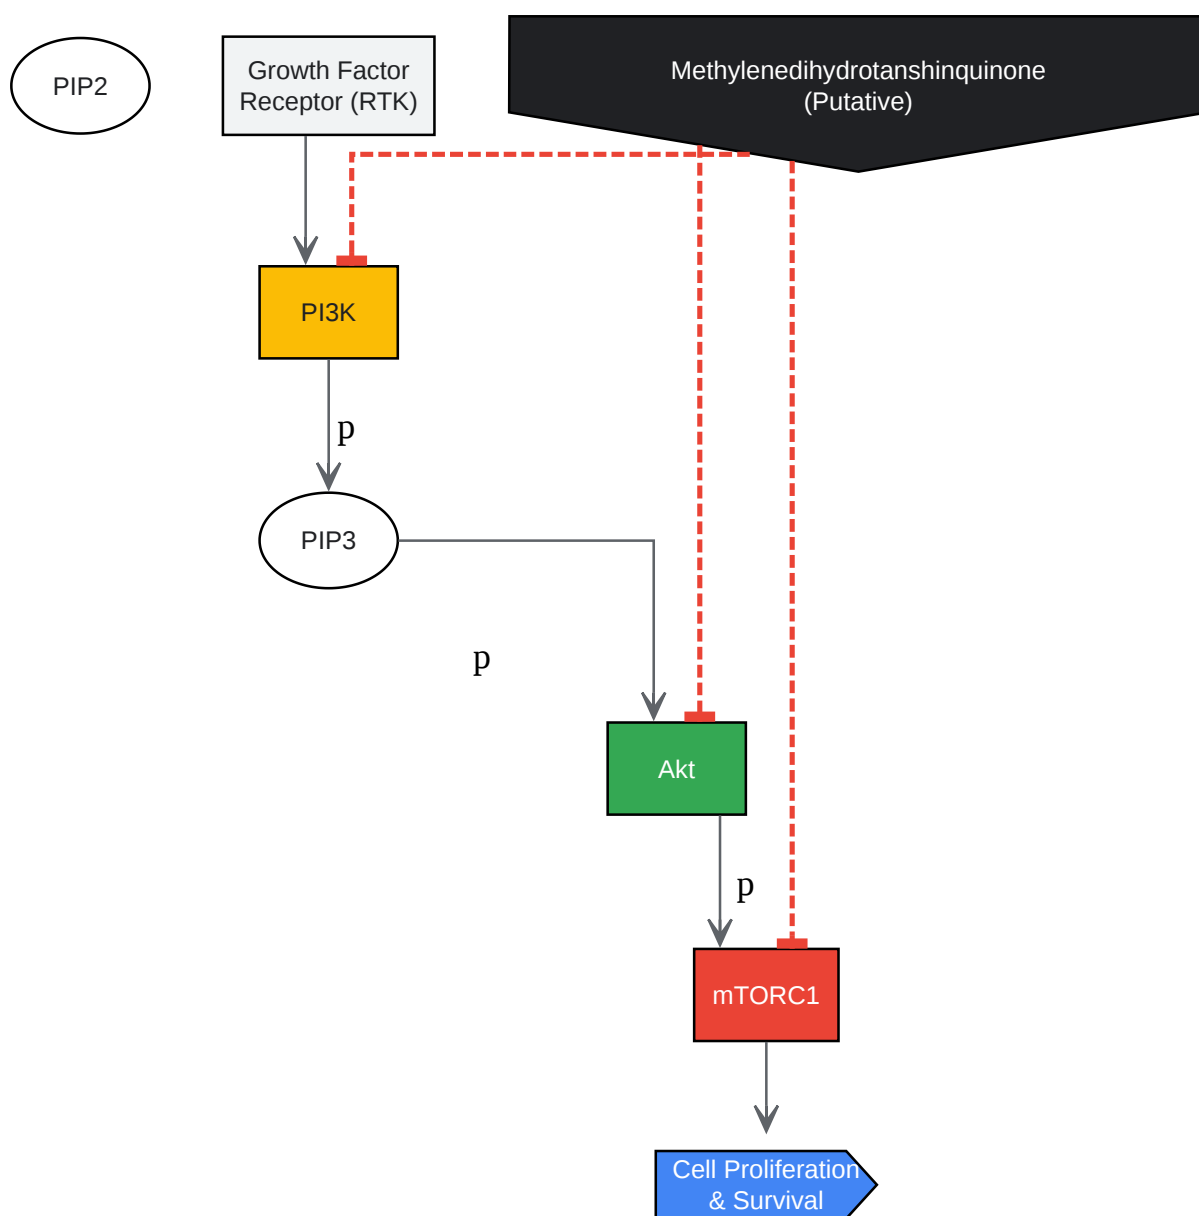 PIP2
Growth Factor
Receptor (RTK)
Methylenedihydrotanshinquinone
(Putative)
PI3K
p
PIP3
p
Akt
p
mTORC1
Cell Proliferation
& Survival